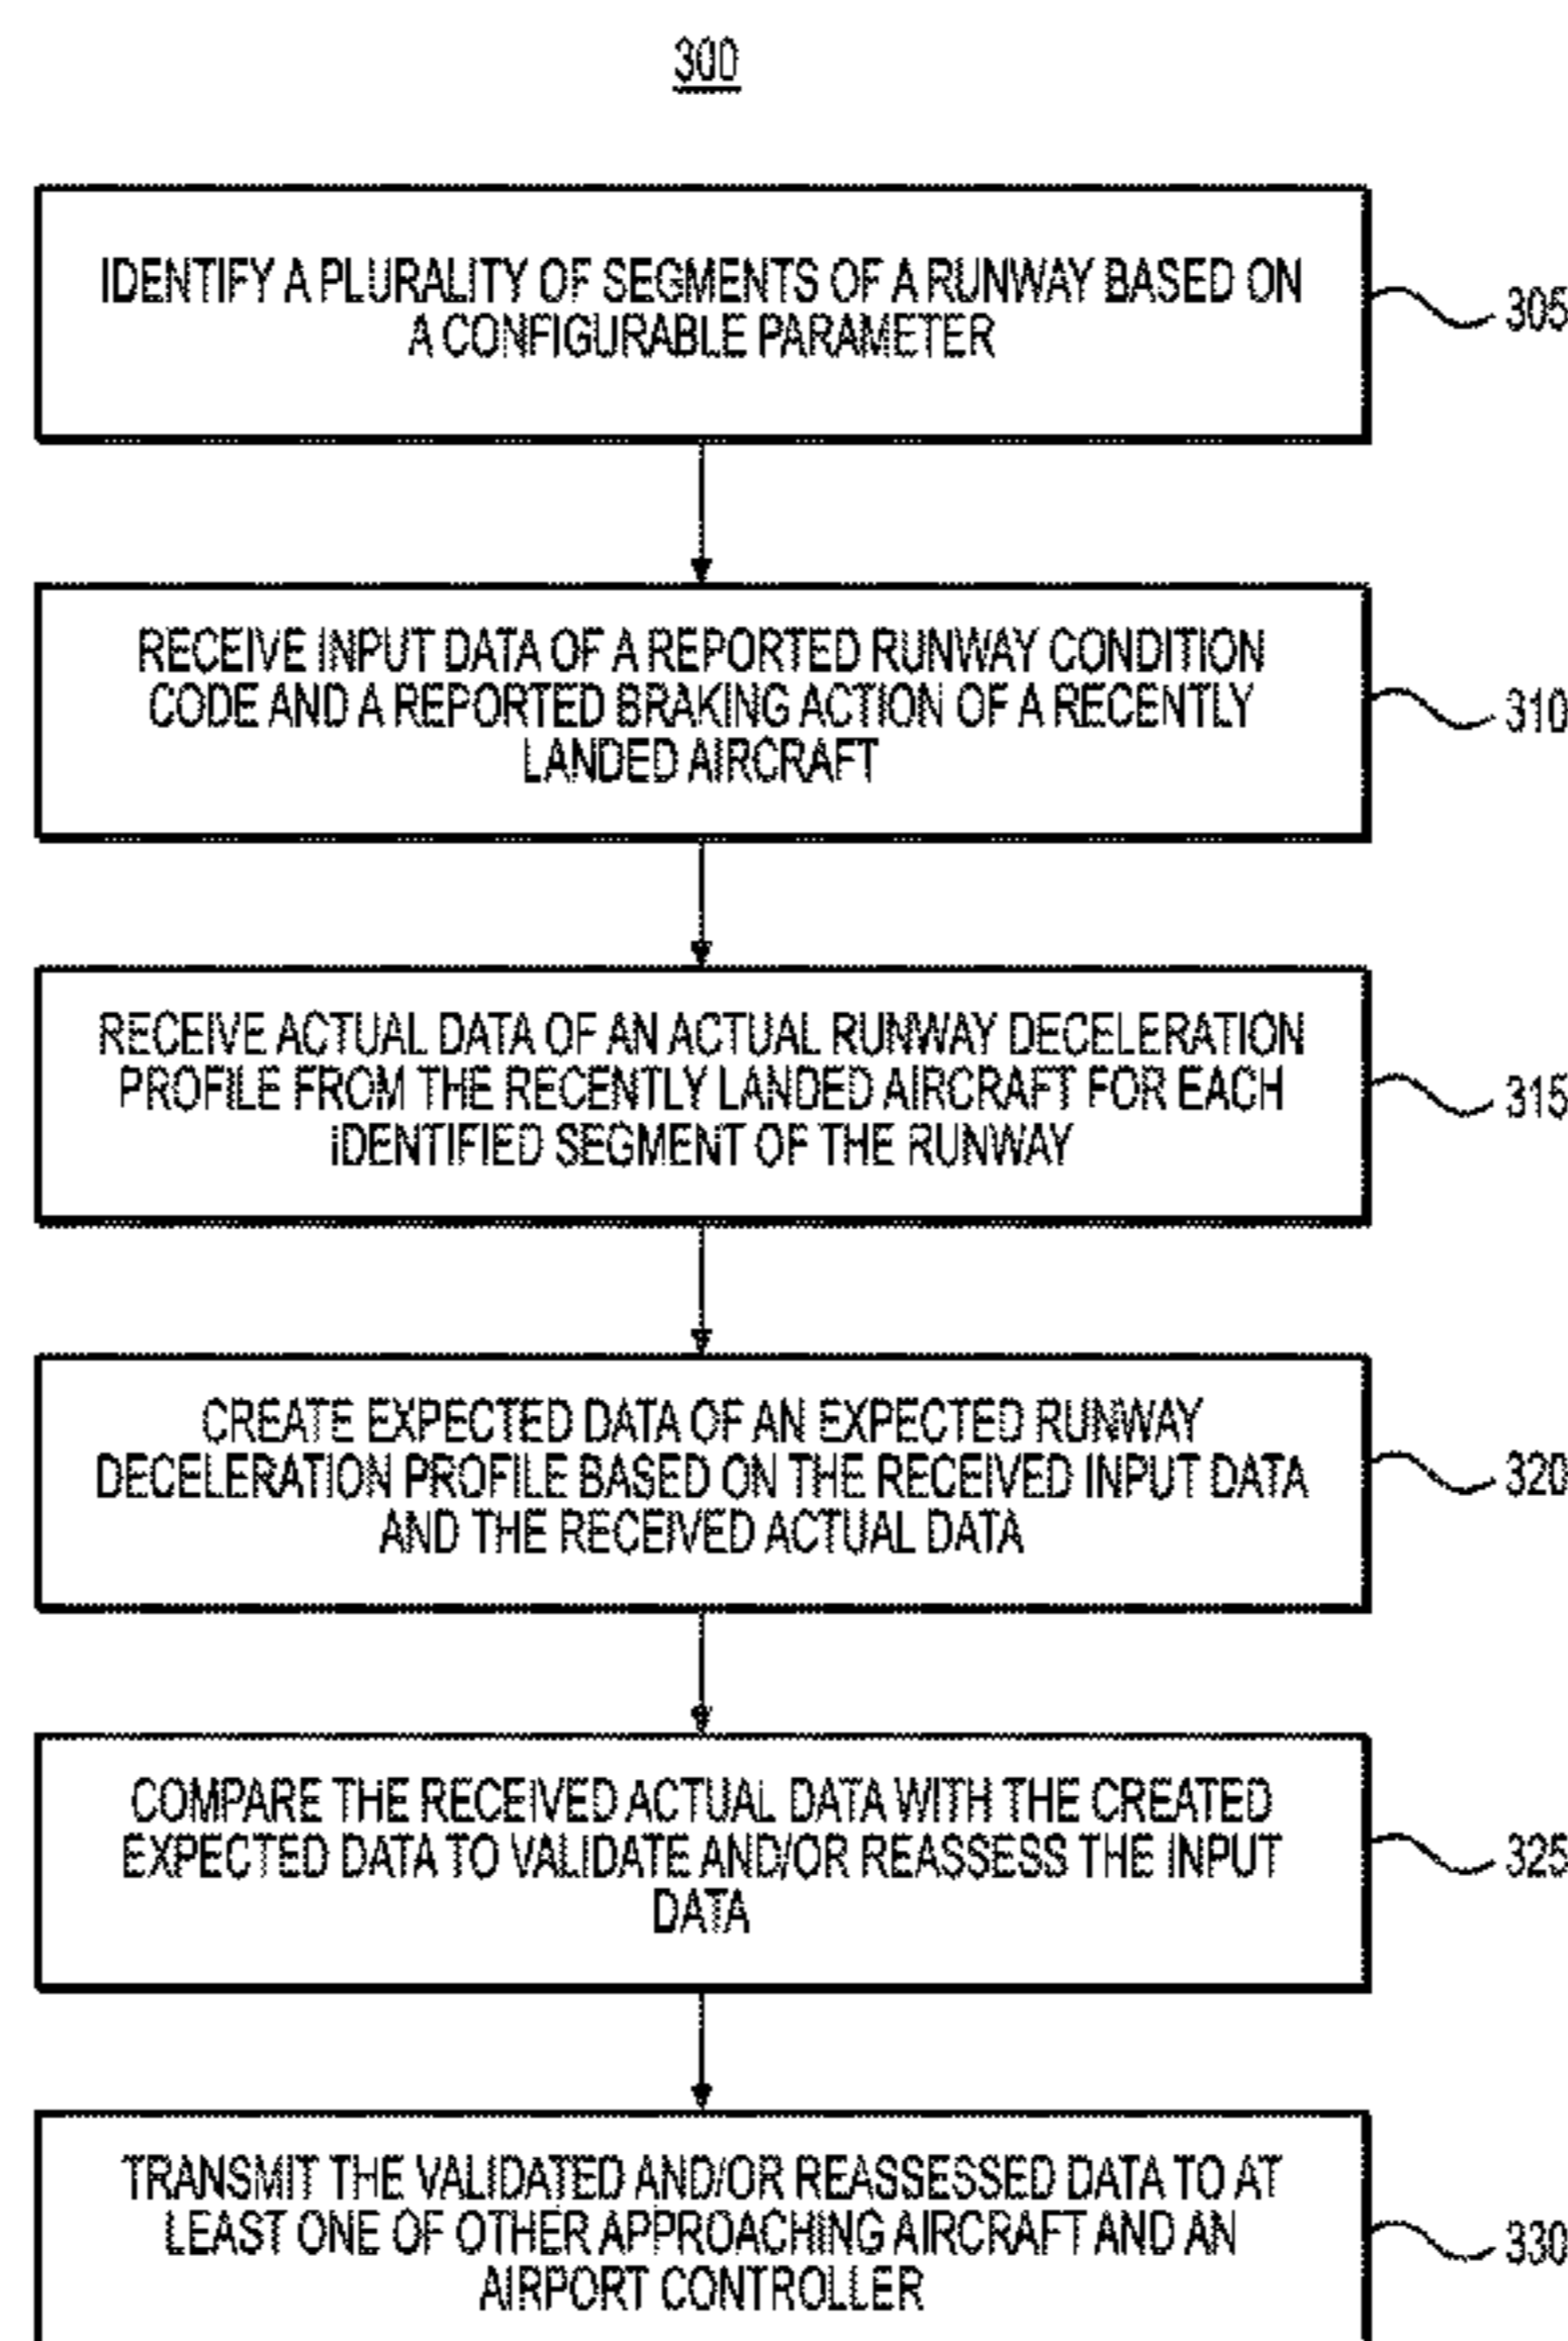 300
IDENTIFY A PLURALITY OF SEGMENTS OF A RUNWAY BASED ON
A CONFIGURABLE PARAMETER
305
RECEIVE INPUT DATA OF A REPORTED RUNWAY CONDITION
CODE AND A REPORTED BRAKING ACTION OF A RECENTLY
LANDED AIRCRAFT
310
RECEIVE ACTUAL DATA OF AN ACTUAL RUNWAY DECELERATION
PROFILE FROM THE RECENTLY LANDED AIRCRAFT FOR EACH
IDENTIFIED SEGMENT OF THE RUNWAY
315
CREATE EXPECTED DATA OF AN EXPECTED RUNWAY
DECELERATION PROFILE BASED ON THE RECEIVED INPUT DATA
AND THE RECEIVED ACTUAL DATA
320
COMPARE THE RECEIVED ACTUAL DATA WITH THE CREATED
EXPECTED DATA TO VALIDATE AND/OR REASSESS THE INPUT
DATA
325
TRANSMIT THE VALIDATED AND/OR REASSESSED DATA TO AT
LEAST ONE OF OTHER APPROACHING AIRCRAFT AND AN
AIRPORT CONTROLLER
330